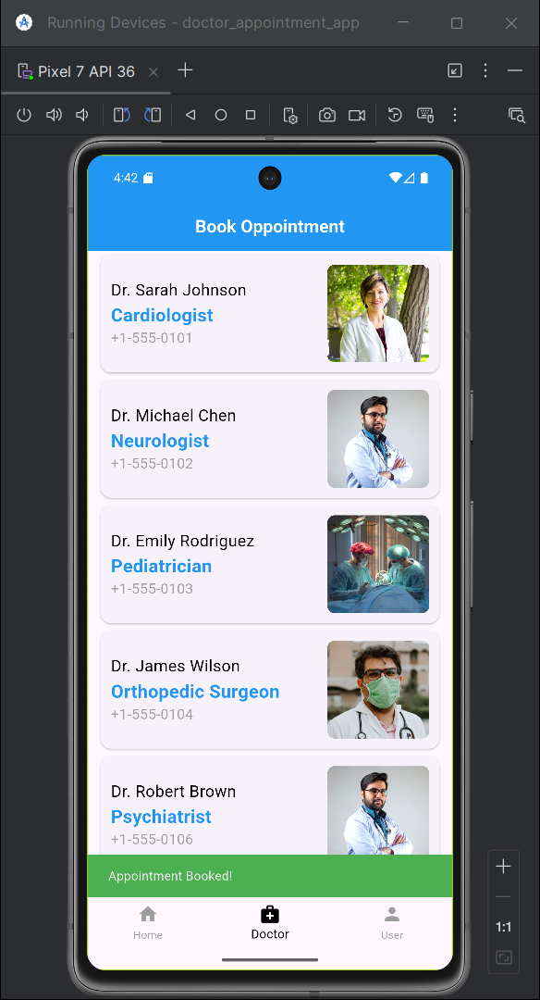 Running Devices - doctor_appointment_app
Pixel 7 API 36
4:42
Book Oppointment
Dr. Sarah Johnson
Cardiologist
+1-555-0101
Dr. Michael Chen
Neurologist
+1-555-0102
Dr. Emily Rodriguez
Pediatrician
+1-555-0103
Dr. James Wilson
Orthopedic Surgeon
+1-555-0104
Dr. Robert Brown
Psychiatrist
+1-555-0106
Appointment Booked!
Home
Doctor
User
1:1